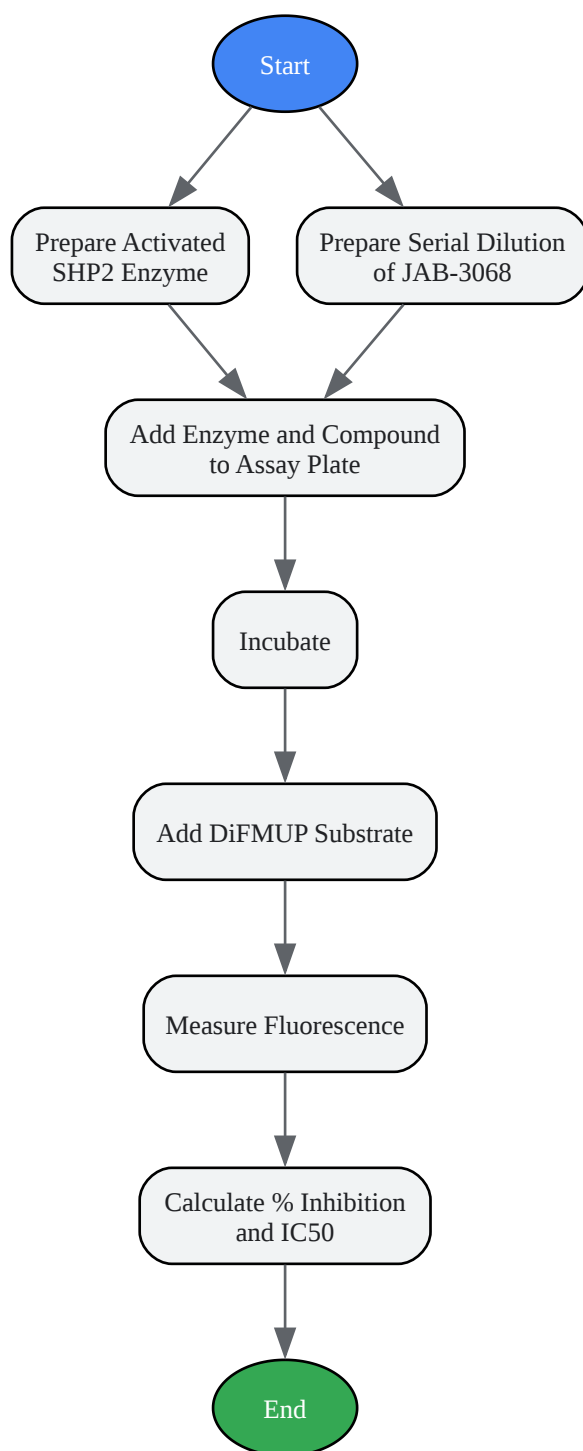 Start
Prepare Activated
SHP2 Enzyme
Prepare Serial Dilution
of JAB-3068
Add Enzyme and Compound
to Assay Plate
Incubate
Add DiFMUP Substrate
Measure Fluorescence
Calculate % Inhibition
and IC50
End